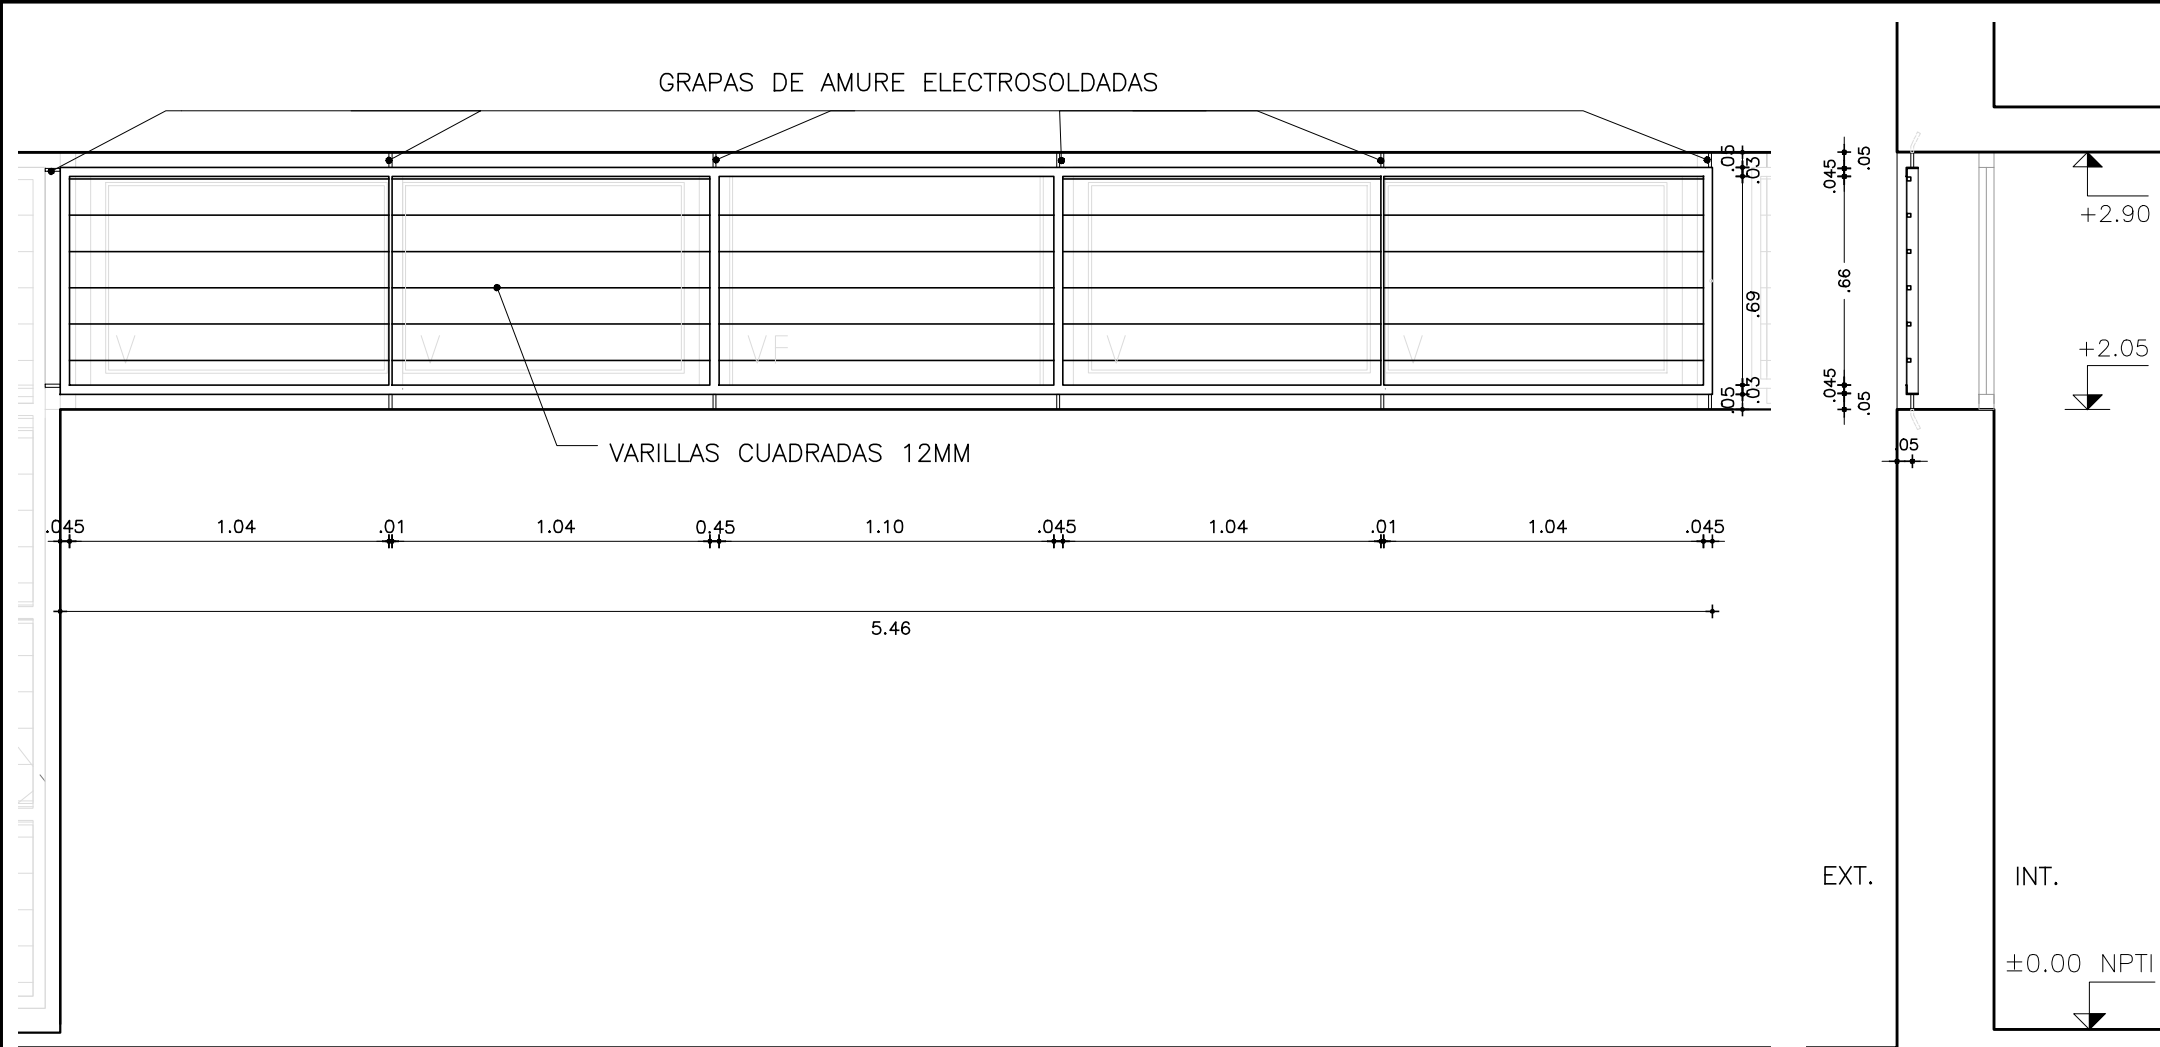 GRAPAS DE AMURE ELECTROSOLDADAS
.05
.03
.69
.03
.05
.05
.045
.66
.045
.05
+2.90
+2.05
.05
V
V
VF
V
V
VARILLAS CUADRADAS 12MM
.045 1.04 .01 1.04 0.45 1.10 .045 1.04 .01 1.04 .045
5.46
EXT.
INT.
±0.00 NPTI